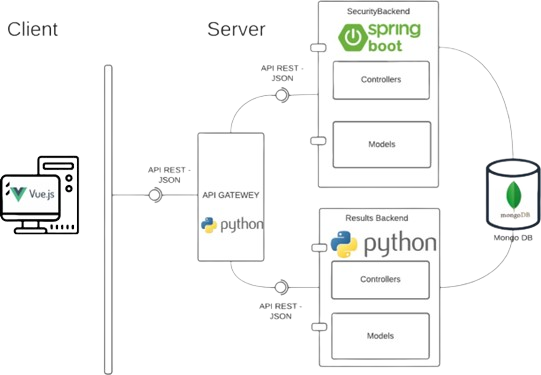 Client
Server
SecurityBackend
spring
boot
Controllers
Models
API REST -
JSON
API REST -
JSON
Vue.js
API GATEWEY
python
mongoDB
Mongo DB
Results Backend
python
Controllers
Models
API REST -
JSON